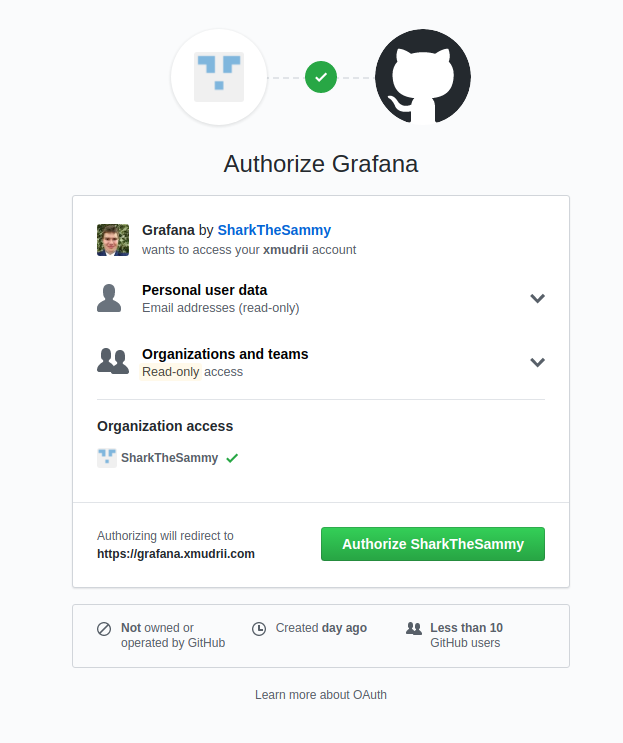 Authorize Grafana
Grafana by SharkTheSammy
wants to access your xmudrii account
Personal user data
Email addresses (read-only)
Organizations and teams
Read-only access
Organization access
SharkTheSammy
Authorizing will redirect to
https://grafana.xmudrii.com
Authorize SharkTheSammy
Not owned or
operated by GitHub
Created day ago
Less than 10
GitHub users
Learn more about OAuth